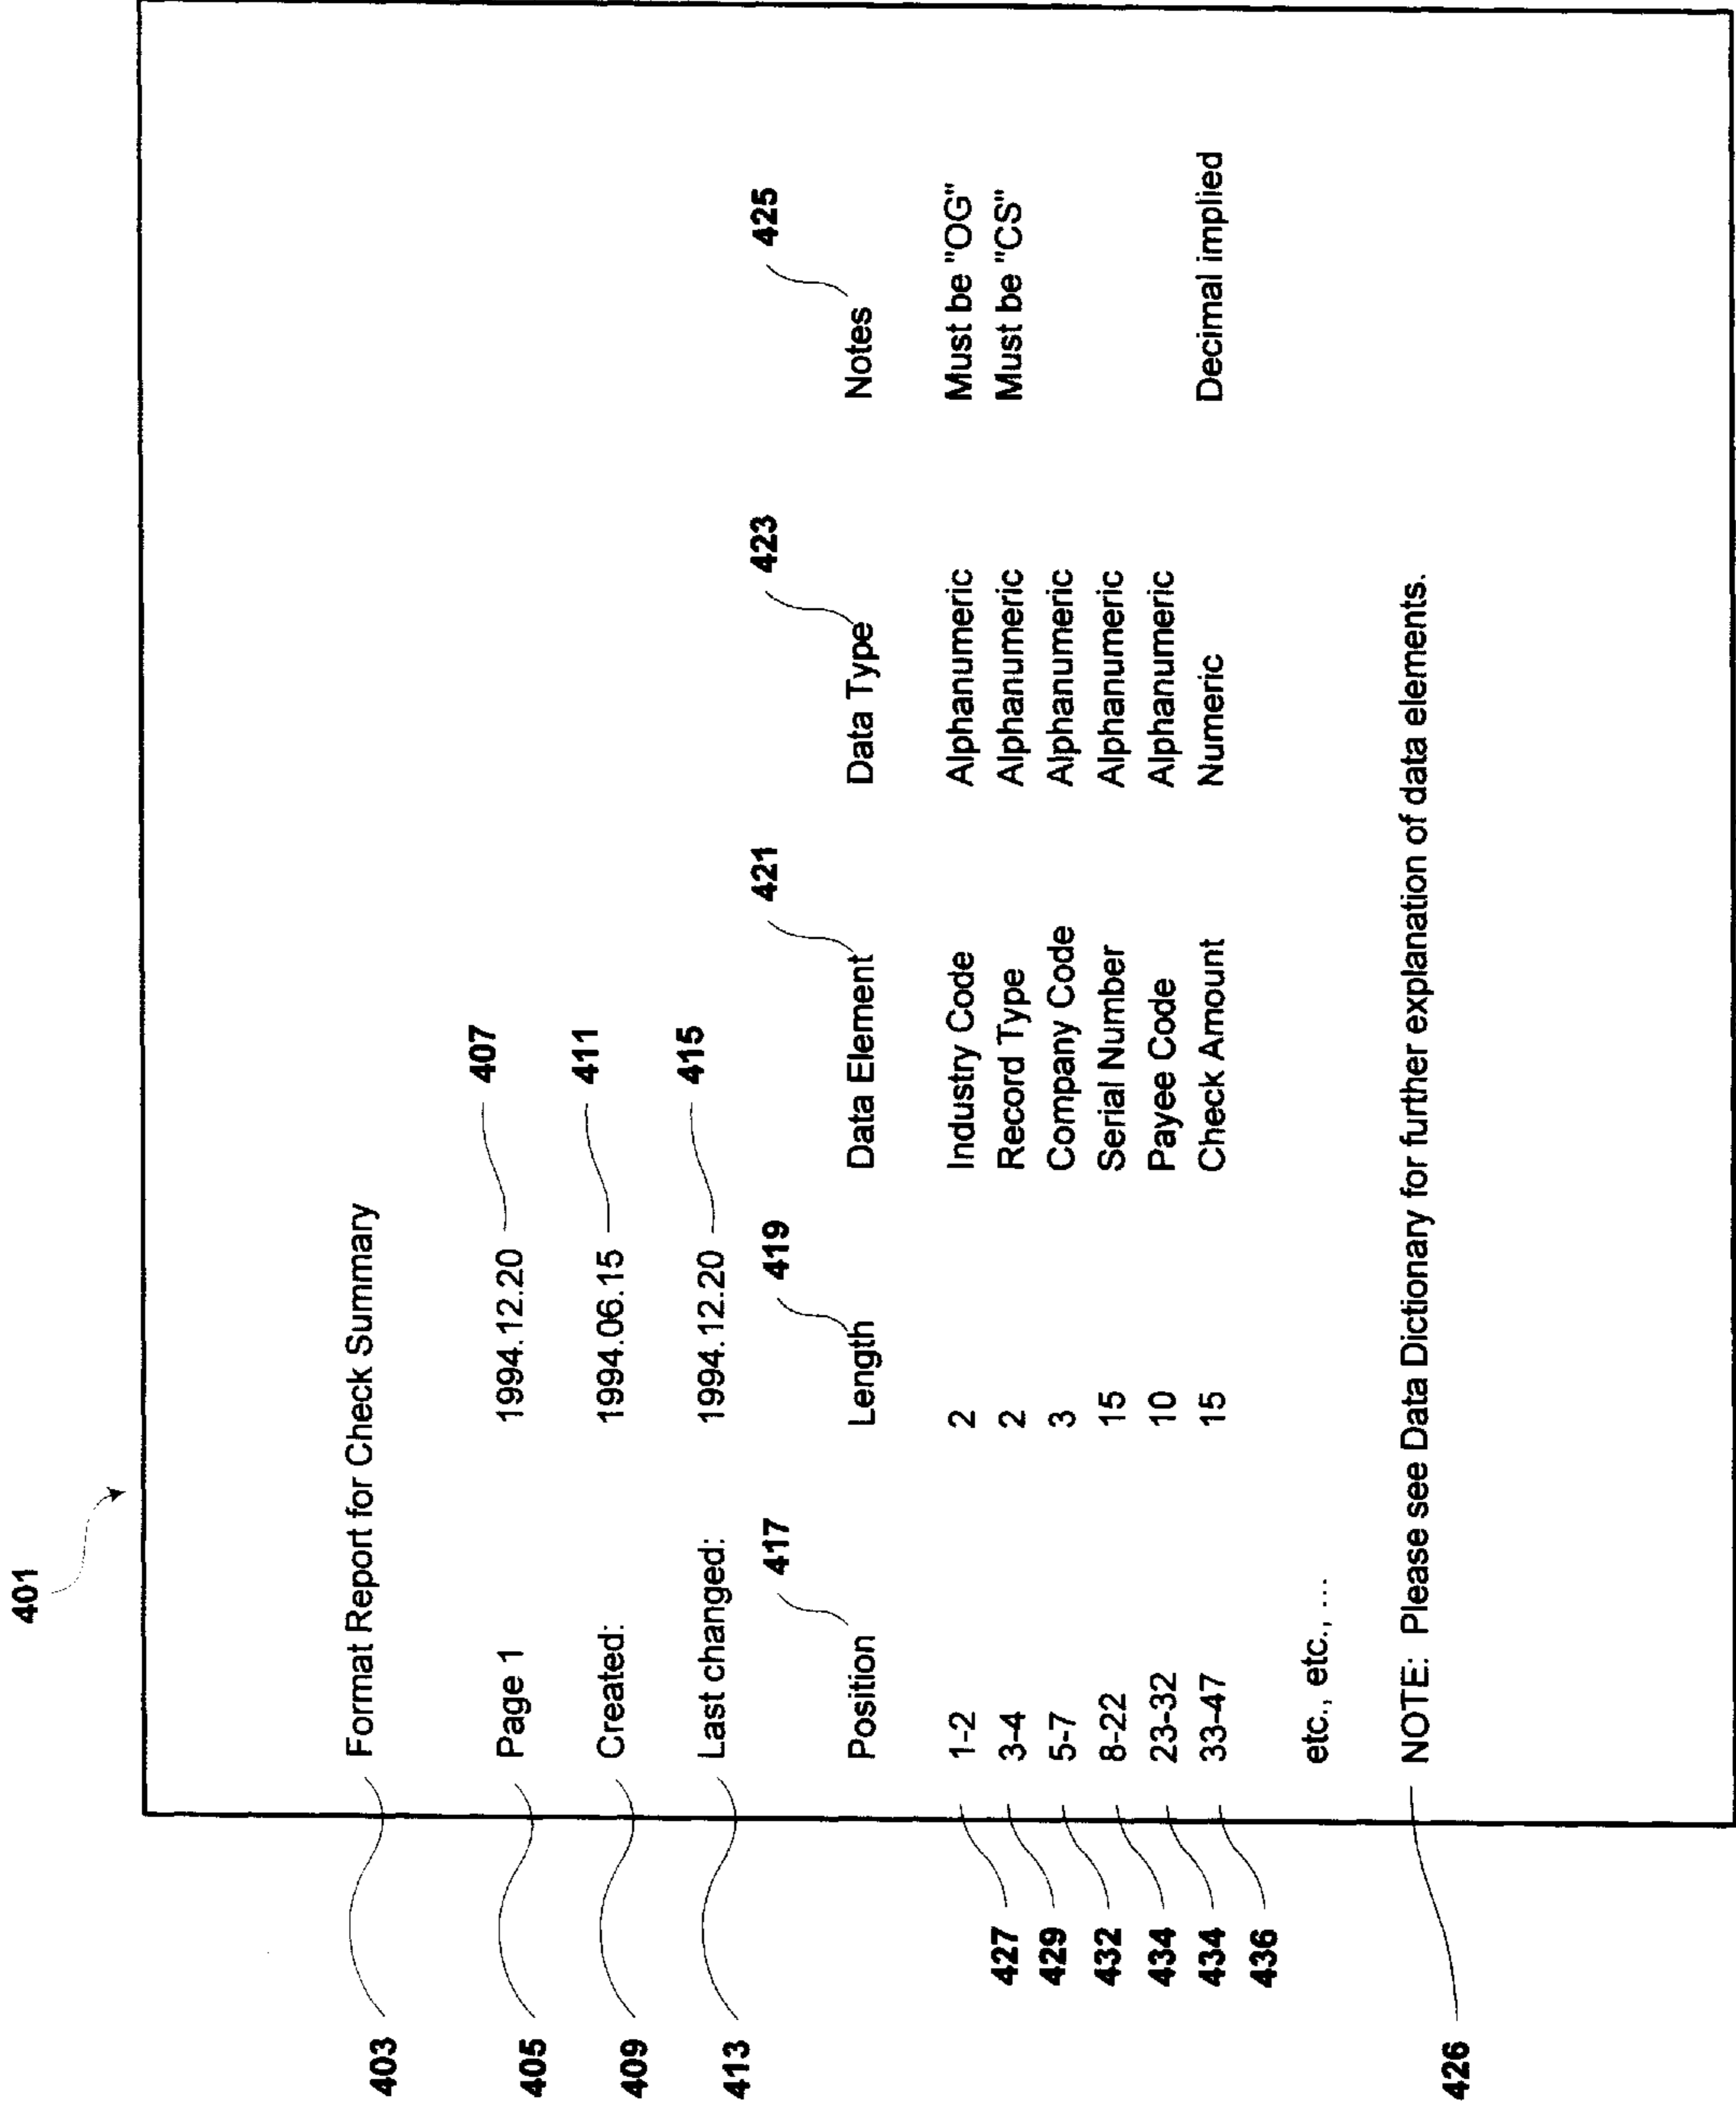 401
403 Format Report for Check Summary
405 Page 1 1994.12.20 407
409 Created: 1994.06.15 411
413 Last changed: 1994.12.20 415
417 419 421 423 425
Position Length Data Element Data Type Notes
427 1-2 2 Industry Code Alphanumeric Must be "OG"
429 3-4 2 Record Type Alphanumeric Must be "CS"
432 5-7 3 Company Code Alphanumeric
434 8-22 15 Serial Number Alphanumeric
434 23-32 10 Payee Code Alphanumeric
436 33-47 15 Check Amount Numeric Decimal implied
etc., etc., ...
426 NOTE: Please see Data Dictionary for further explanation of data elements.